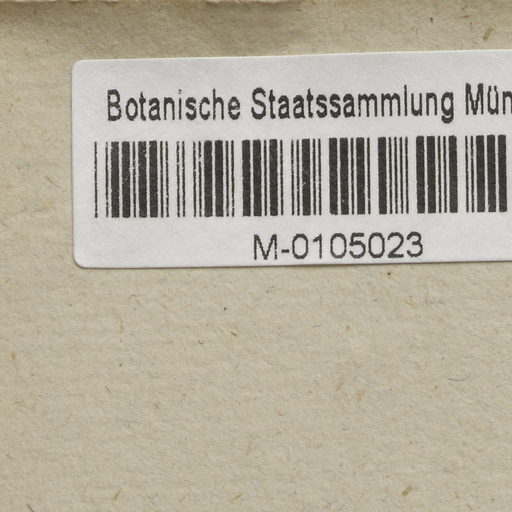 Botanische Staatssammlung Mün
M-0105023